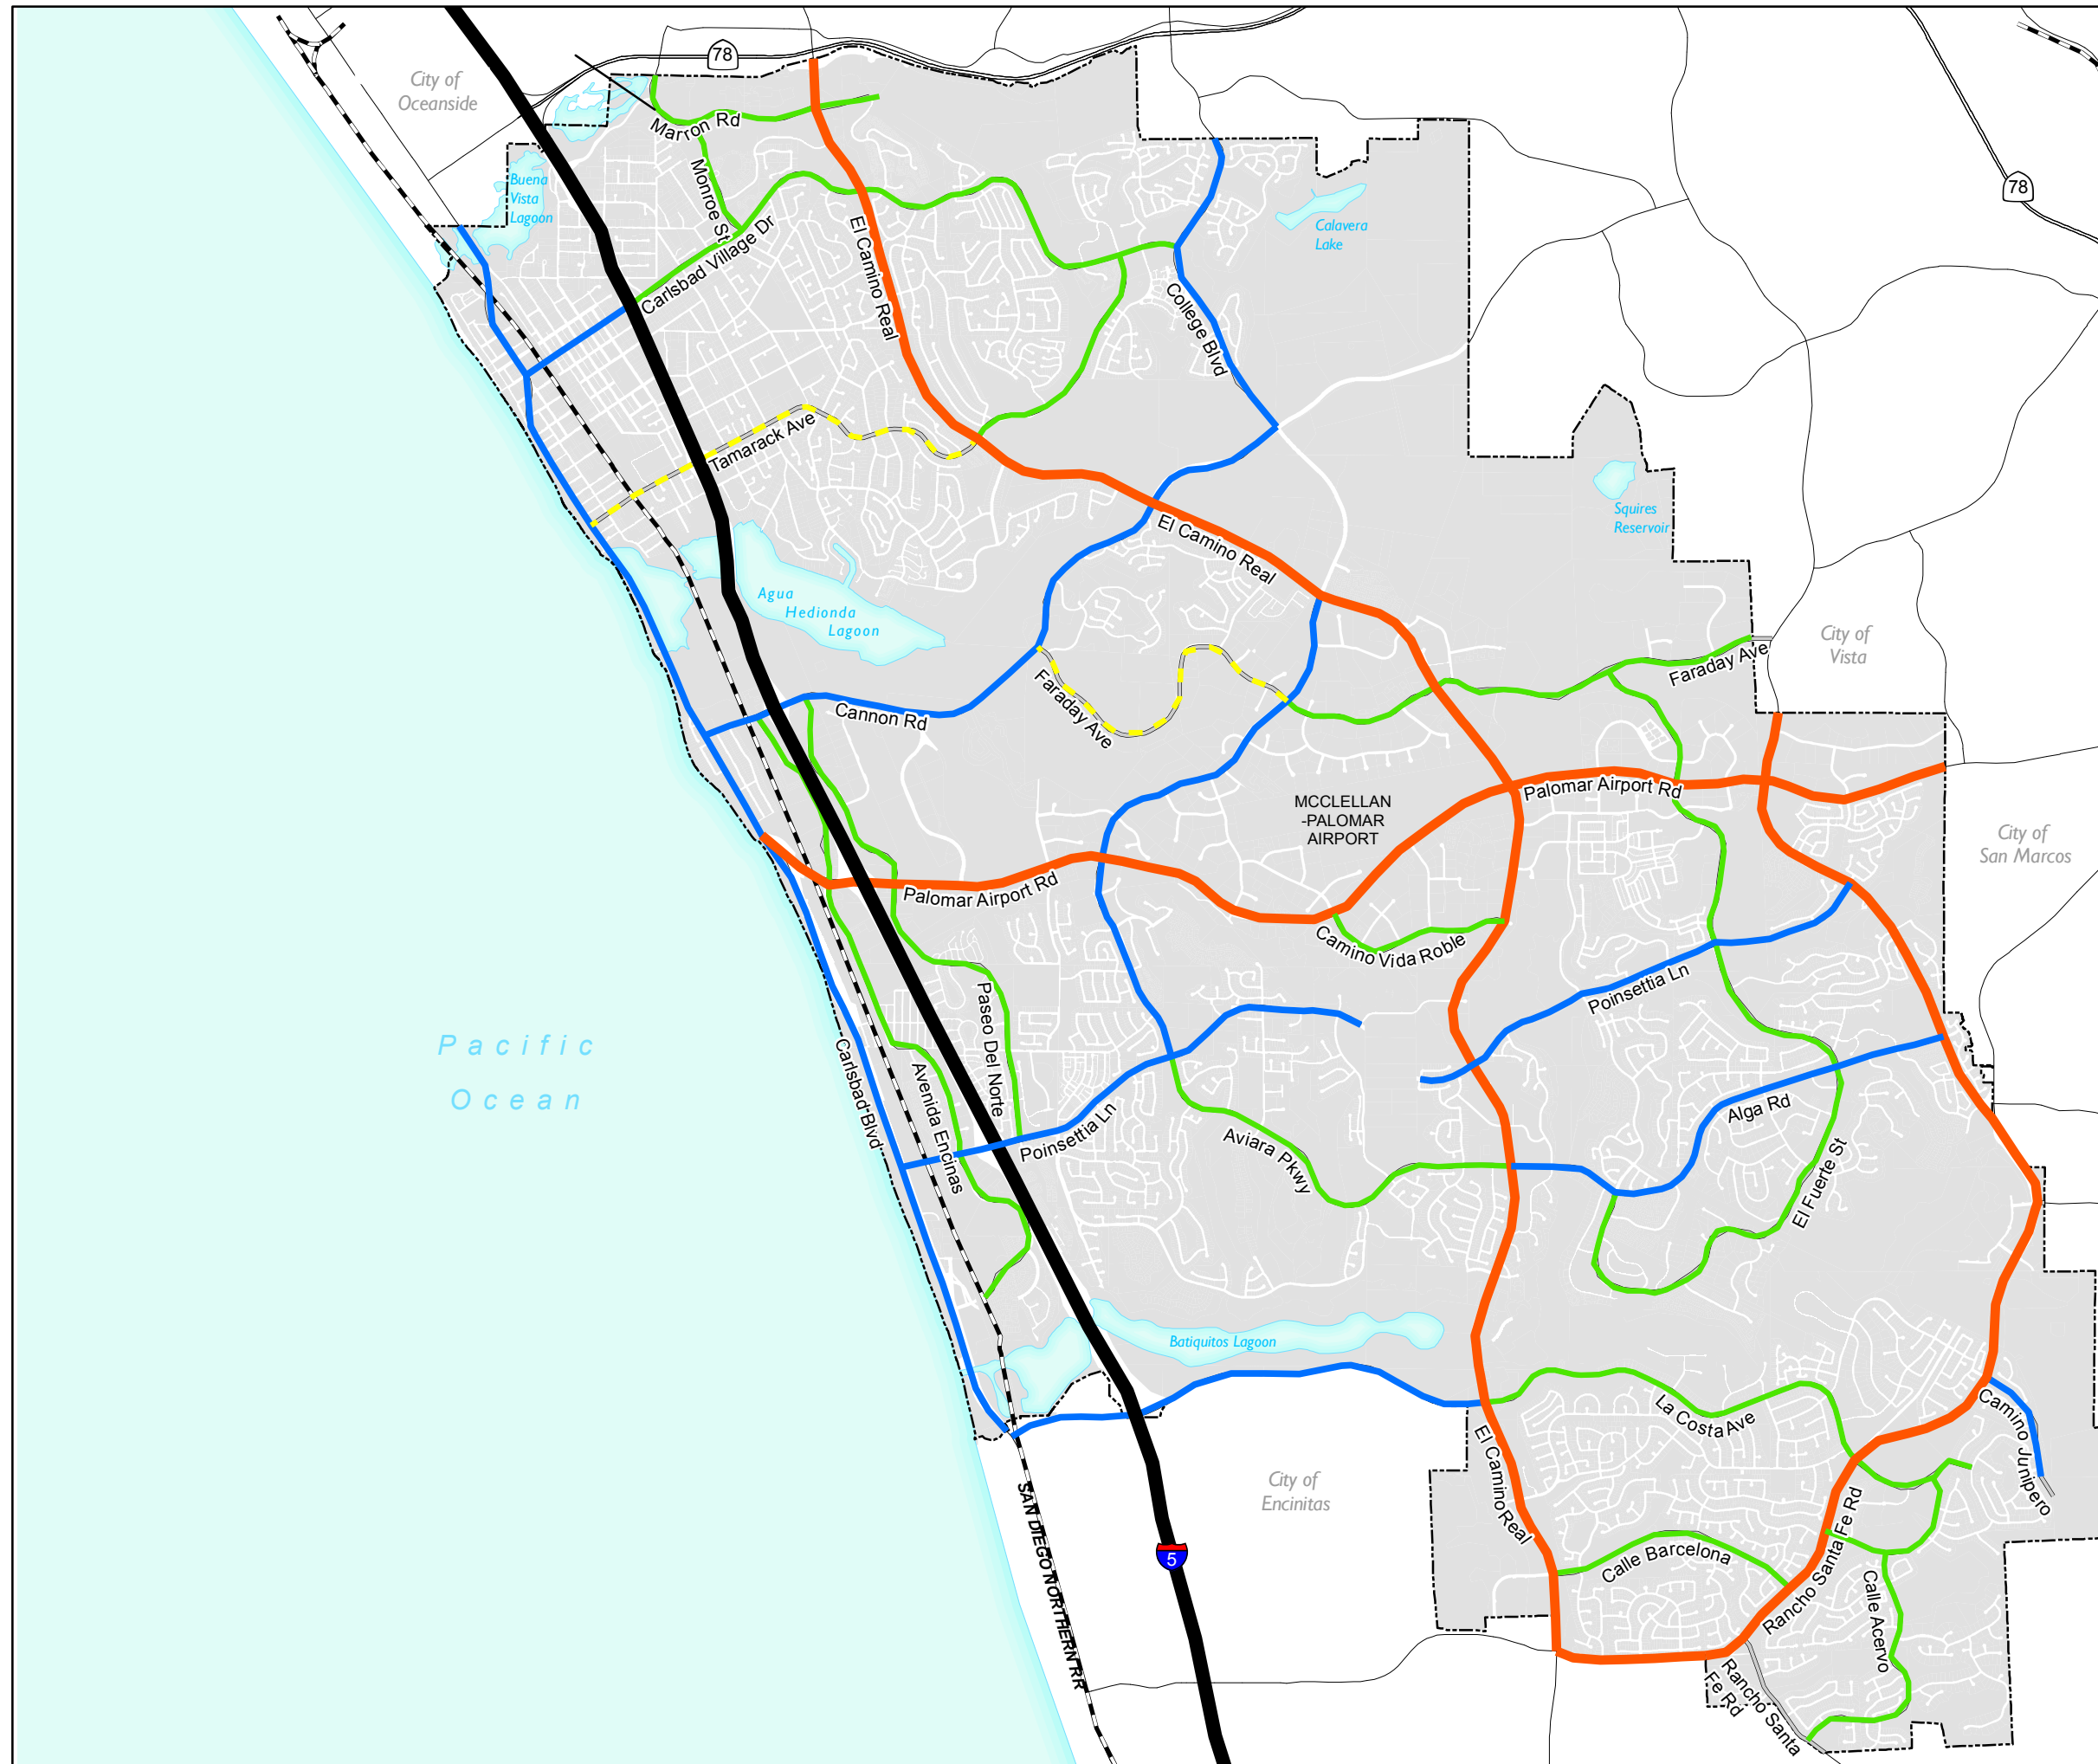 City of
Oceanside
78
Marron Rd
Monroe St
Buena
Vista
Lagoon
Carlsbad Village Dr
El Camino Real
Calavera
Lake
78
College Blvd
Tamarack Ave
Squires
Reservoir
El Camino Real
Agua
Hedionda
Lagoon
City of
Vista
Faraday Ave
Faraday Ave
Cannon Rd
Palomar Airport Rd
MCCLELLAN
-PALOMAR
AIRPORT
City of
San Marcos
Palomar Airport Rd
Camino Vida Roble
Poinsettia Ln
Paseo Del Norte
Pacific
Ocean
Carlsbad Blvd
Avenida Encinas
Poinsettia Ln
Alga Rd
Aviara Pkwy
El Fuerte St
Batiquitos Lagoon
La Costa Ave
Camino Junipero
El Camino Real
City of
Encinitas
SAN DIEGO NORTHERN RR
5
Calle Barcelona
Rancho Santa Fe Rd
Calle Acervo
Rancho Santa
Fe Rd